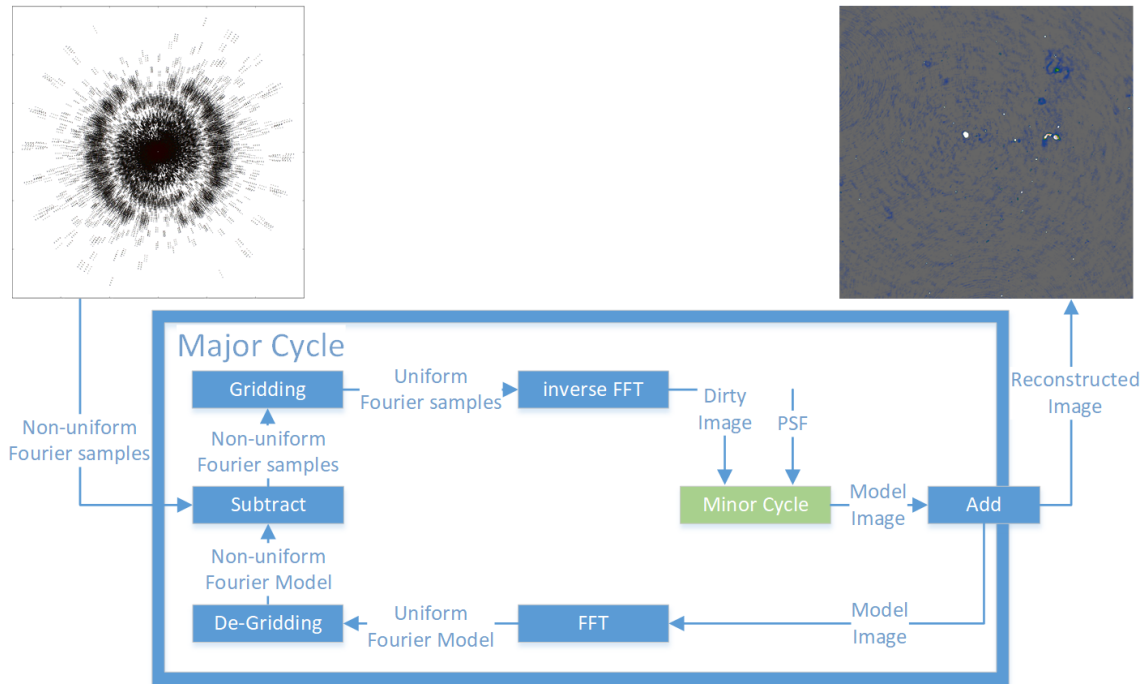 Major Cycle
Gridding
Uniform
Fourier samples
inverse FFT
Dirty
Image
PSF
Reconstructed
Image
Non-uniform
Fourier samples
Non-uniform
Fourier samples
Subtract
Minor Cycle
Model
Image
Add
Non-uniform
Fourier Model
De-Gridding
Uniform
Fourier Model
FFT
Model
Image